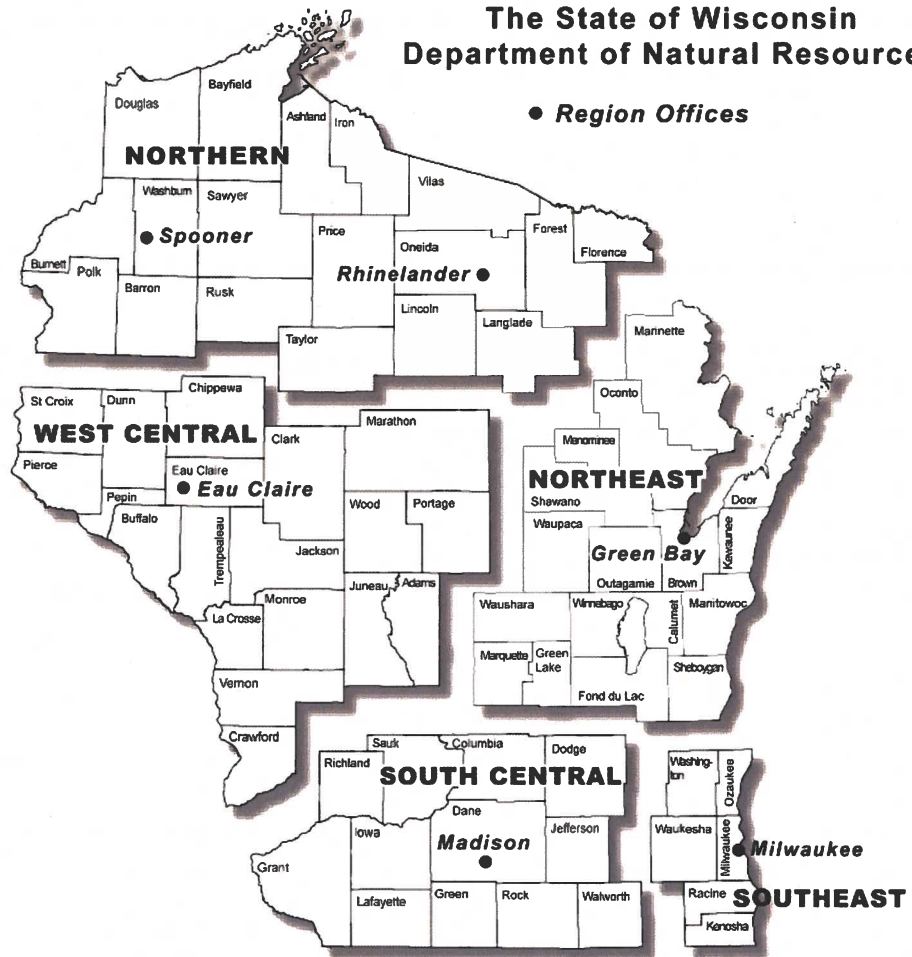 The State of Wisconsin
Department of Natural Resource
● Region Offices
Bayfield
Douglas
Ashland
Iron
NORTHERN
Vilas
Washburn
Sawyer
Price
Forest
Spooner
Oneida
Florence
Burnett
Polk
Rhinelander
Barron
Rusk
Lincoln
Langlade
Taylor
Marinette
Chippewa
St Croix
Dunn
Oconto
Marathon
WEST CENTRAL
Clark
Menominee
Pierce
Eau Claire
NORTHEAST
Eau Claire
Pepin
Wood
Portage
Shawano
Door
Buffalo
Waupaca
Trempealeau
Kewaunee
Jackson
Green Bay
Juneau
Adams
Outagamie
Brown
Monroe
Waushara
Winnebago
Calumet
Manitowoc
La Crosse
Marquette
Green
Lake
Sheboygan
Vernon
Fond du Lac
Crawford
Sauk
Columbia
Dodge
Richland
SOUTH CENTRAL
Washing-
ton
Ozaukee
Dane
Iowa
Jefferson
Waukesha
Milwaukee
Madison
Milwaukee
Grant
Lafayette
Green
Rock
Walworth
Racine
SOUTHEAST
Kenosha